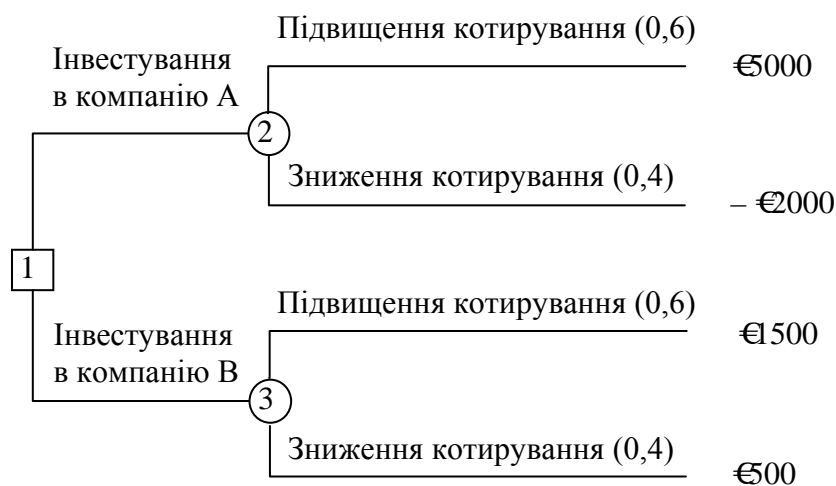 Підвищення котирування (0,6)
Інвестування
в компанію А
€5000
2
Зниження котирування (0,4)
– €2000
1
Підвищення котирування (0,6)
Інвестування
в компанію В
€1500
3
Зниження котирування (0,4)
€500